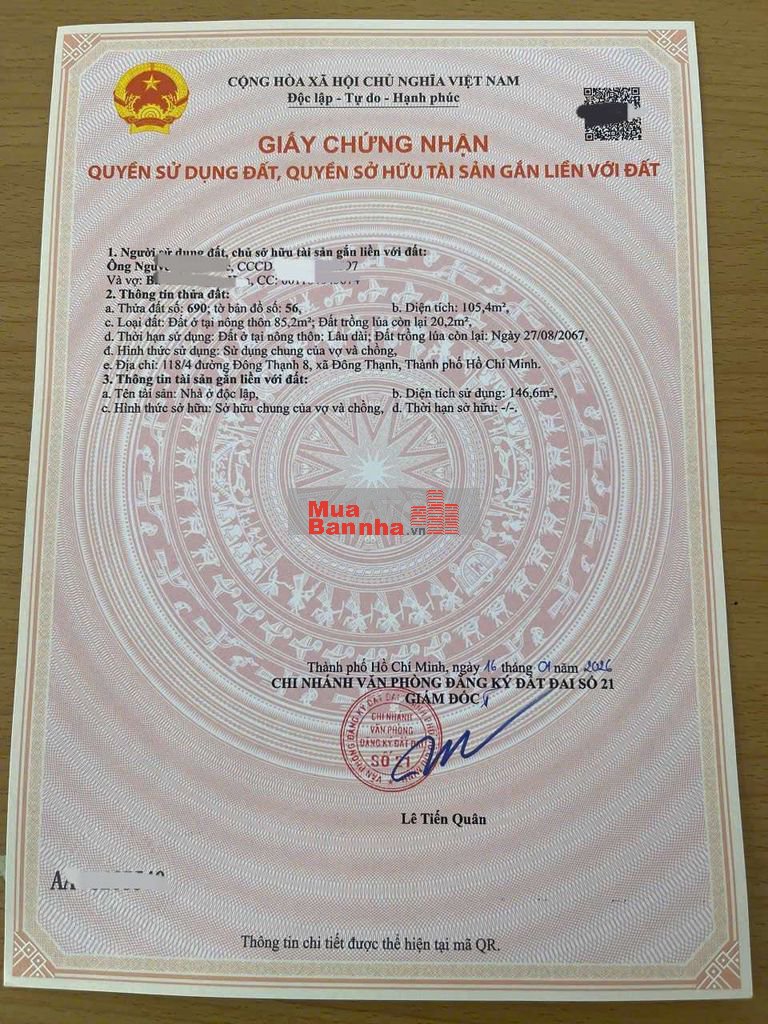 CỘNG HÒA XÃ HỘI CHỦ NGHĨA VIỆT NAM
Độc lập - Tự do - Hạnh phúc
GIẤY CHỨNG NHẬN
QUYỀN SỬ DỤNG ĐẤT, QUYỀN SỞ HỮU TÀI SẢN GẮN LIỀN VỚI ĐẤT
1. Người sử dụng đất, chủ sở hữu tài sản gắn liền với đất:
Ông CCCD
Và vợ: CC:
2. Thông tin thửa đất:
a. Thửa đất số: 690; tờ bản đồ số: 56, b. Diện tích: 105,4m²,
c. Loại đất: Đất ở tại nông thôn 85,2m²; Đất trồng lúa còn lại 20,2m²,
d. Thời hạn sử dụng: Đất ở tại nông thôn: Lâu dài; Đất trồng lúa còn lại: Ngày 27/08/2067,
đ. Hình thức sử dụng: Sử dụng chung của vợ và chồng,
e. Địa chỉ: 118/4 đường Đông Thạnh 8, xã Đông Thạnh, Thành phố Hồ Chí Minh.
3. Thông tin tài sản gắn liền với đất:
a. Tên tài sản: Nhà ở độc lập, b. Diện tích sử dụng: 146,6m²,
c. Hình thức sở hữu: Sở hữu chung của vợ và chồng, d. Thời hạn sở hữu: -/-,
Mua
Bannha.vn
Thành phố Hồ Chí Minh, ngày 16 tháng 01 năm 2026
CHI NHÁNH VĂN PHÒNG ĐĂNG KÝ ĐẤT ĐAI SỐ 21
GIÁM ĐỐC
CHI NHÁNH
VĂN PHÒNG
ĐĂNG KÝ ĐẤT ĐAI
SỐ 21
Lê Tiến Quân
Thông tin chi tiết được thể hiện tại mã QR.